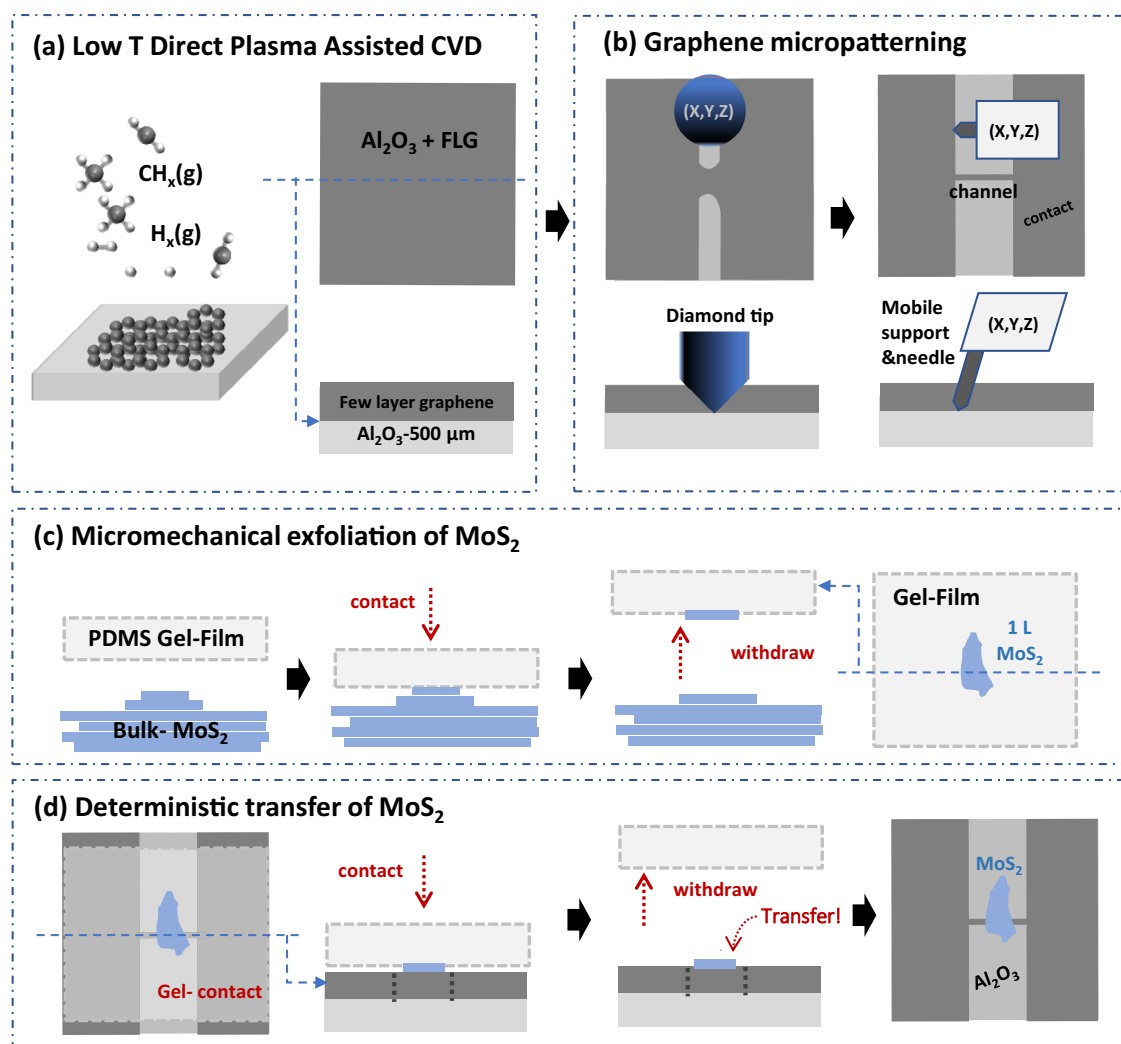 (a) Low T Direct Plasma Assisted CVD
CHₓ(g)
Hₓ(g)
Al₂O₃ + FLG
Few layer graphene
Al₂O₃-500 µm
(b) Graphene micropatterning
(X,Y,Z)
(X,Y,Z)
channel
contact
Diamond tip
Mobile
support
&needle
(X,Y,Z)
(c) Micromechanical exfoliation of MoS₂
PDMS Gel-Film
Bulk- MoS₂
contact
withdraw
Gel-Film
1 L
MoS₂
(d) Deterministic transfer of MoS₂
Gel- contact
contact
withdraw
Transfer!
MoS₂
Al₂O₃